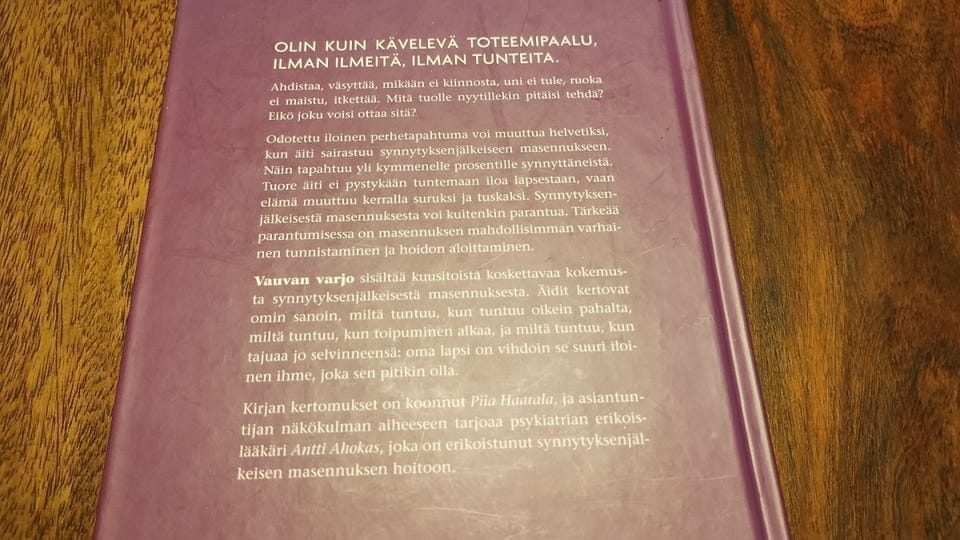 OLIN KUIN KÄVELEVÄ TOTEEMIPAALU,
ILMAN ILMEITÄ, ILMAN TUNTEITA.
Ahdistaa, väsyttää, mikään ei kiinnosta, uni ei tule, ruoka
ei maistu, itkettää. Mitä tuolle nyytillekin pitäisi tehdä?
Eikö joku voisi ottaa sitä?
Odotettu iloinen perhetapahtuma voi muuttua helvetiksi,
kun äiti sairastuu synnytyksenjälkeiseen masennukseen.
Näin tapahtuu yli kymmenelle prosentille synnyttäneistä.
Tuore äiti ei pystykään tuntemaan iloa lapsestaan, vaan
elämä muuttuu kerralla suruksi ja tuskaksi. Synnytyksen-
jälkeisestä masennuksesta voi kuitenkin parantua. Tärkeää
parantumisessa on masennuksen mahdollisimman varhai-
nen tunnistaminen ja hoidon aloittaminen.
Vauvan varjo sisältää kuusitoista koskettavaa kokemus-
ta synnytyksenjälkeisestä masennuksesta. Äidit kertovat
omin sanoin, miltä tuntuu, kun tuntuu oikein pahalta,
miltä tuntuu, kun toipuminen alkaa, ja miltä tuntuu, kun
tajuaa jo selvinneensä: oma lapsi on vihdoin se suuri iloi-
nen ihme, joka sen pitikin olla.
Kirjan kertomukset on koonnut Piia Haarala, ja asiantun-
tijan näkökulman aiheeseen tarjoaa psykiatrian erikois-
lääkäri Antti Ahokas, joka on erikoistunut synnytyksenjäl-
keisen masennuksen hoitoon.